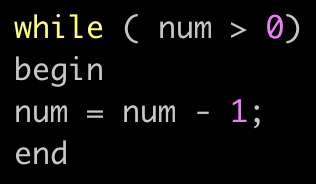 while ( num > 0)
begin
num = num - 1;
end